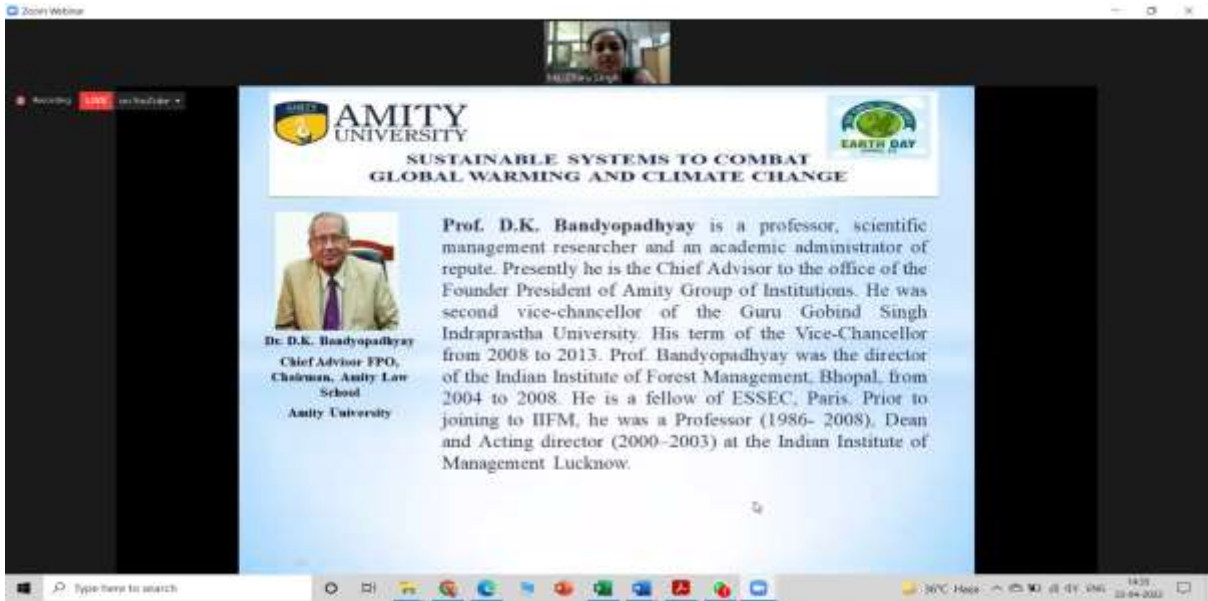 Zoom Webinar
Recording
LIVE on YouTube
AMITY
AMITY
UNIVERSITY
EARTH DAY
SUSTAINABLE SYSTEMS TO COMBAT
GLOBAL WARMING AND CLIMATE CHANGE
Dr. D.K. Bandyopadhyay
Chief Advisor FPO,
Chairman, Amity Law
School
Amity University
Prof. D.K. Bandyopadhyay is a professor, scientific
management researcher and an academic administrator of
repute. Presently he is the Chief Advisor to the office of the
Founder President of Amity Group of Institutions. He was
second vice-chancellor of the Guru Gobind Singh
Indraprastha University. His term of the Vice-Chancellor
from 2008 to 2013. Prof. Bandyopadhyay was the director
of the Indian Institute of Forest Management, Bhopal, from
2004 to 2008. He is a fellow of ESSEC, Paris. Prior to
joining to IIFM, he was a Professor (1986- 2008), Dean
and Acting director (2000–2003) at the Indian Institute of
Management Lucknow.
Type here to search
36°C Haze
ENG